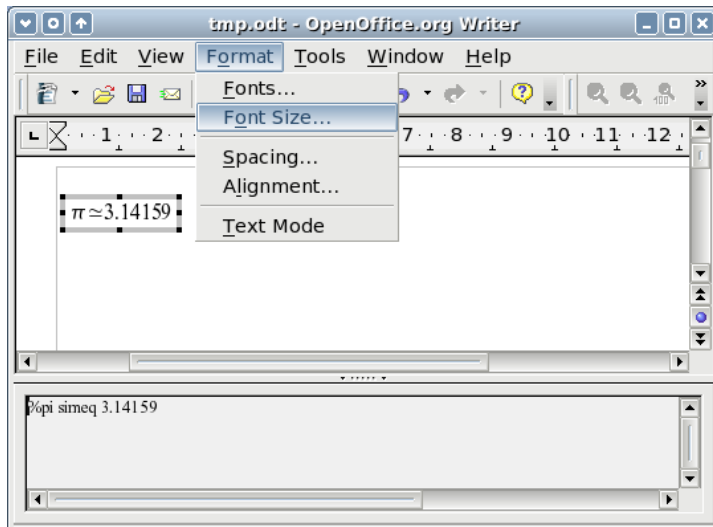 tmp.odt - OpenOffice.org Writer
File Edit View Format Tools Window Help
Fonts...
Font Size...
1 2 7 8 9 10 11 12
Spacing...
Alignment...
π≃3.14159
Text Mode
%pi simeq 3.14159